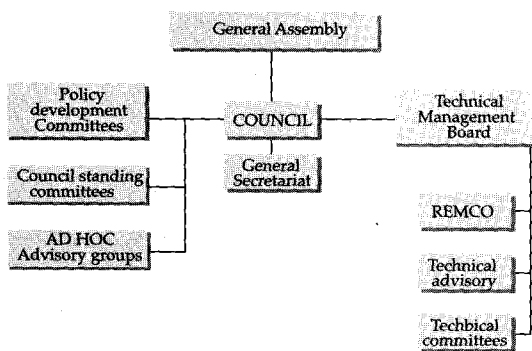 General Assembly
Policy
development
Committees
COUNCIL
Technical
Management
Board
Council standing
committees
General
Secretariat
AD HOC
Advisory groups
REMCO
Technical
advisory
Techbical
committees